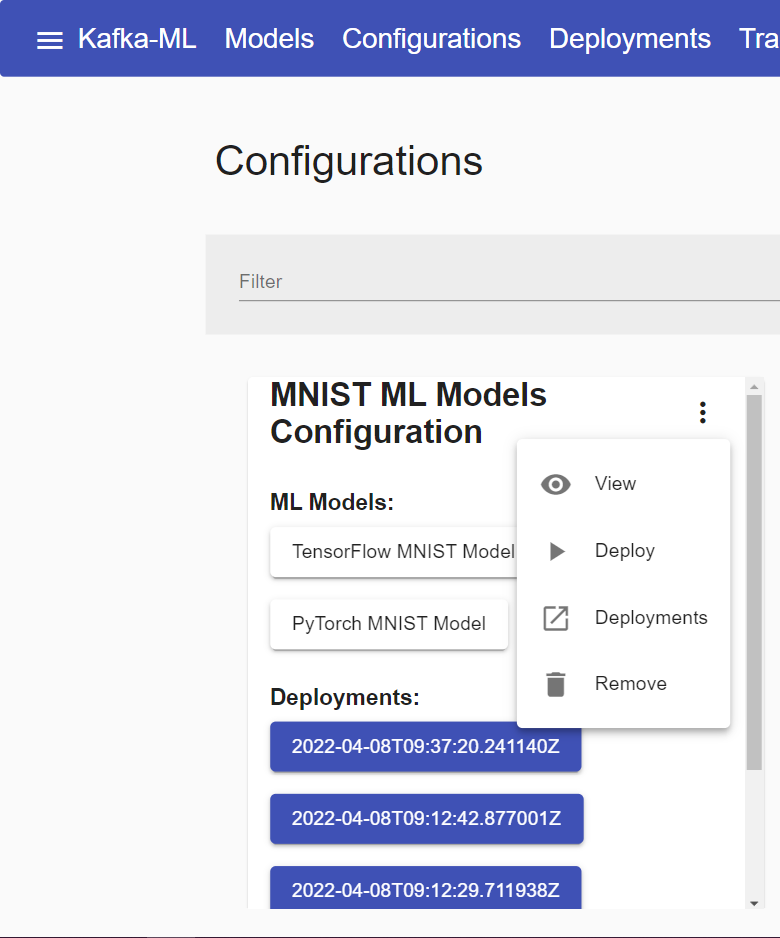 Kafka-ML Models Configurations Deployments Tra
Configurations
Filter
MNIST ML Models
Configuration
View
ML Models:
TensorFlow MNIST Model
Deploy
Deployments
PyTorch MNIST Model
Remove
Deployments:
2022-04-08T09:37:20.241140Z
2022-04-08T09:12:42.877001Z
2022-04-08T09:12:29.711938Z